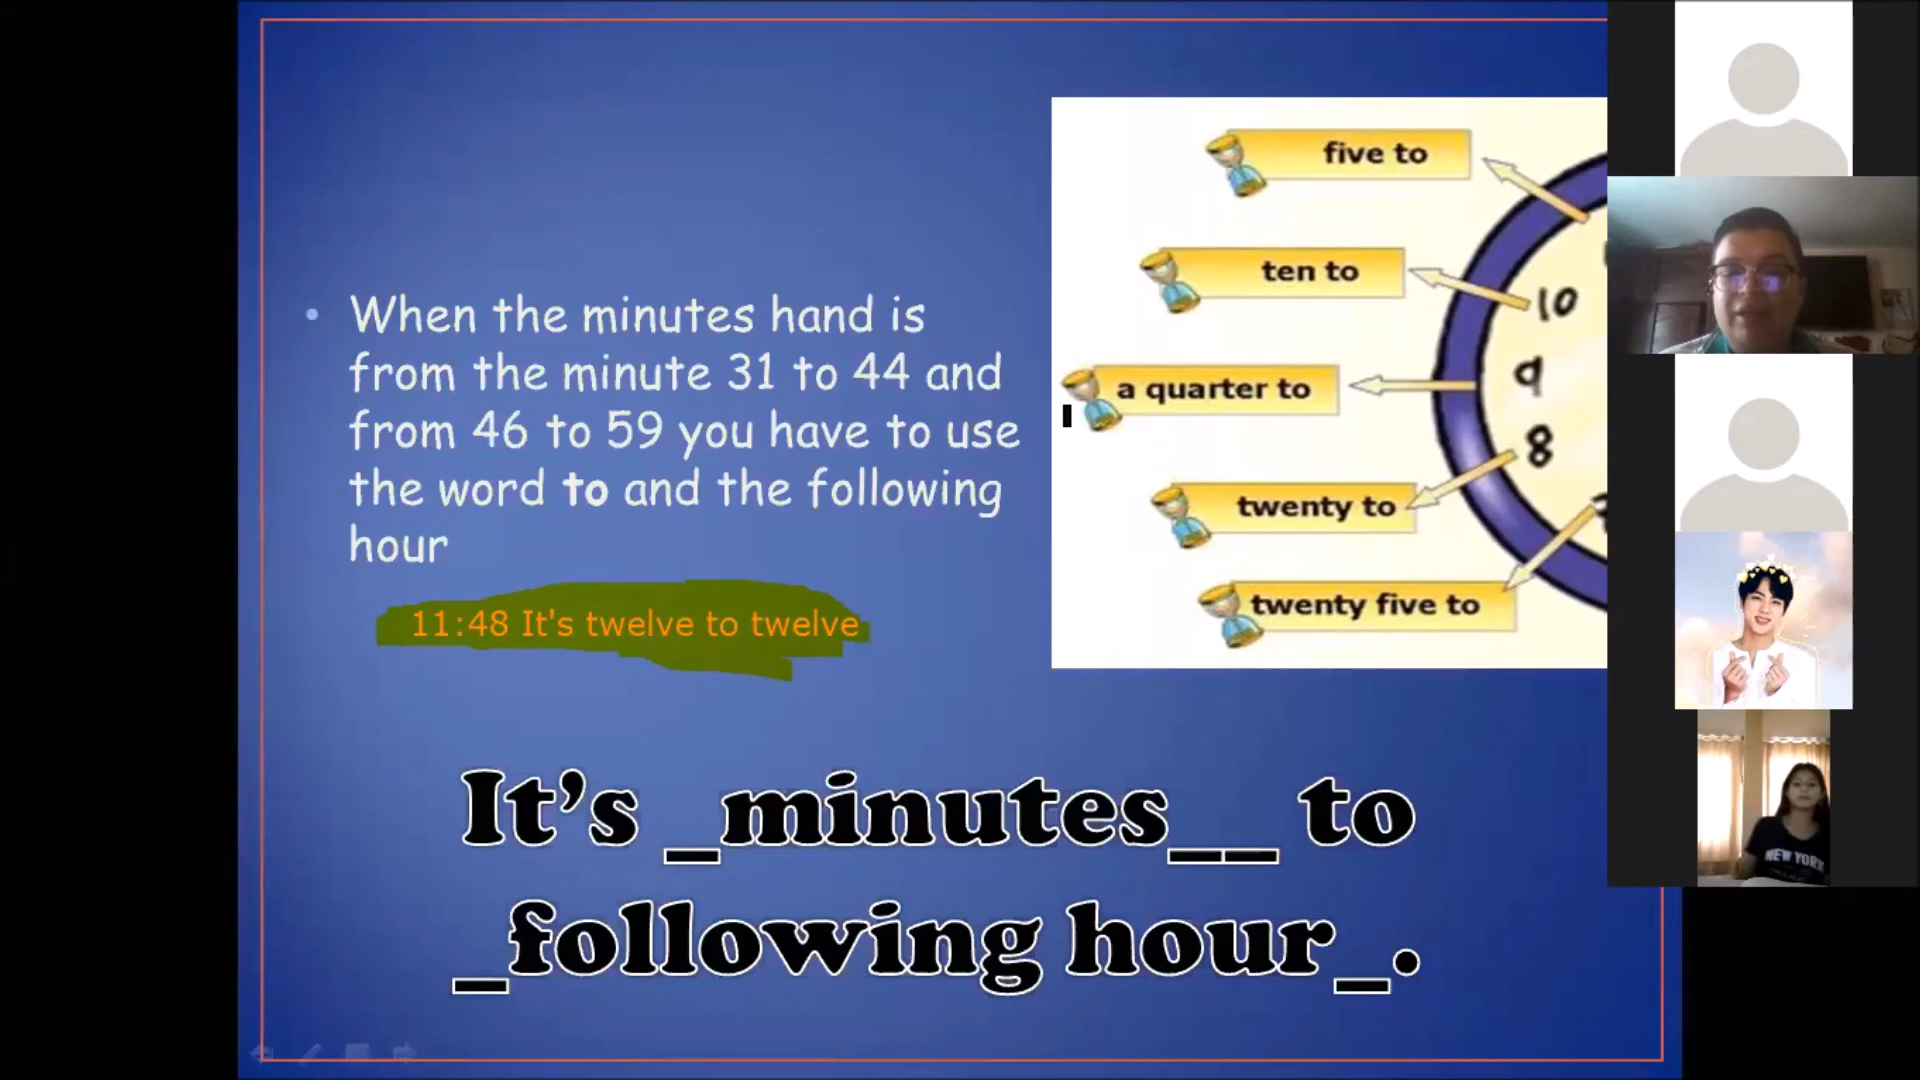 When the minutes hand is
from the minute 31 to 44 and
from 46 to 59 you have to use
the word to and the following
hour
11:48 It's twelve to twelve
five to
ten to
a quarter to
twenty to
twenty five to
10
9
8
It's _minutes__ to
_following hour_.
NEW YORK